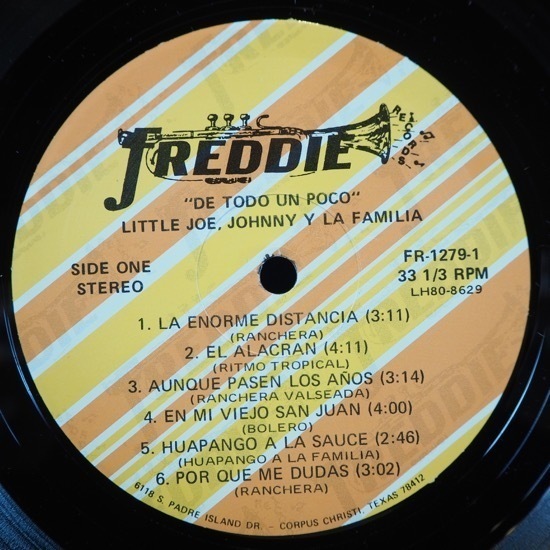 FREDDIE
RECORDS
"DE TODO UN POCO"
LITTLE JOE, JOHNNY Y LA FAMILIA
SIDE ONE
STEREO
FR-1279-1
33 1/3 RPM
LH80-8629
1. LA ENORME DISTANCIA (3:11)
(RANCHERA)
2. EL ALACRAN (4:11)
(RITMO TROPICAL)
3. AUNQUE PASEN LOS AÑOS (3:14)
(RANCHERA VALSEADA)
4. EN MI VIEJO SAN JUAN (4:00)
(BOLERO)
5. HUAPANGO A LA SAUCE (2:46)
(HUAPANGO A LA FAMILIA)
6. POR QUE ME DUDAS (3:02)
(RANCHERA)
6118 S. PADRE ISLAND DR. - CORPUS CHRISTI, TEXAS 78412